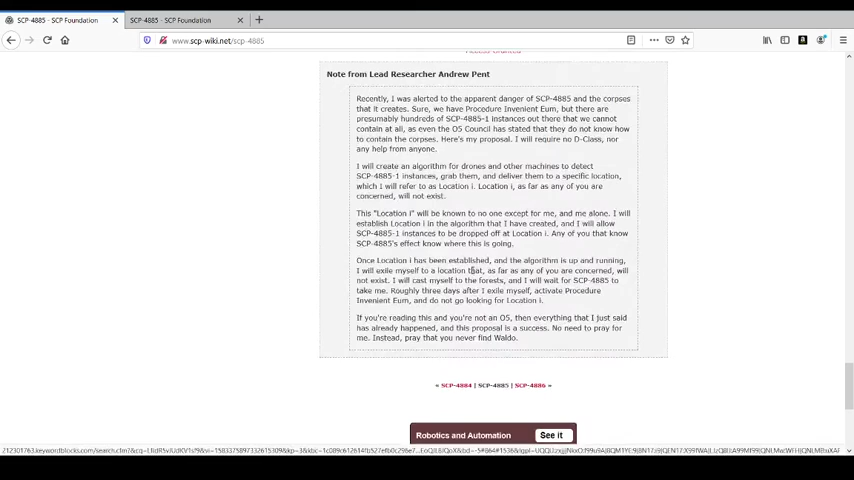 SCP-4885 - SCP Foundation
SCP-4885 - SCP Foundation
www.scp-wiki.net/scp-4885
Access Granted
Note from Lead Researcher Andrew Pent
Recently, I was alerted to the apparent danger of SCP-4885 and the corpses
that it creates. Sure, we have Procedure Invenient Eum, but there are
presumably hundreds of SCP-4885-1 instances out there that we cannot
contain at all, as even the O5 Council has stated that they do not know how
to contain the corpses. Here's my proposal. I will require no D-Class, nor
any help from anyone.
I will create an algorithm for drones and other machines to detect
SCP-4885-1 instances, grab them, and deliver them to a specific location,
which I will refer to as Location i. Location i, as far as any of you are
concerned, will not exist.
This "Location i" will be known to no one except for me, and me alone. I will
establish Location i in the algorithm that I have created, and I will allow
SCP-4885-1 instances to be dropped off at Location i. Any of you that know
SCP-4885's effect know where this is going.
Once Location i has been established, and the algorithm is up and running,
I will exile myself to a location that, as far as any of you are concerned, will
not exist. I will cast myself to the forests, and I will wait for SCP-4885 to
take me. Roughly three days after I exile myself, activate Procedure
Invenient Eum, and do not go looking for Location i.
If you're reading this and you're not an O5, then everything that I just said
has already happened, and this proposal is a success. No need to pray for
me. Instead, pray that you never find Waldo.
« SCP-4884 | SCP-4885 | SCP-4886 »
Robotics and Automation
See it